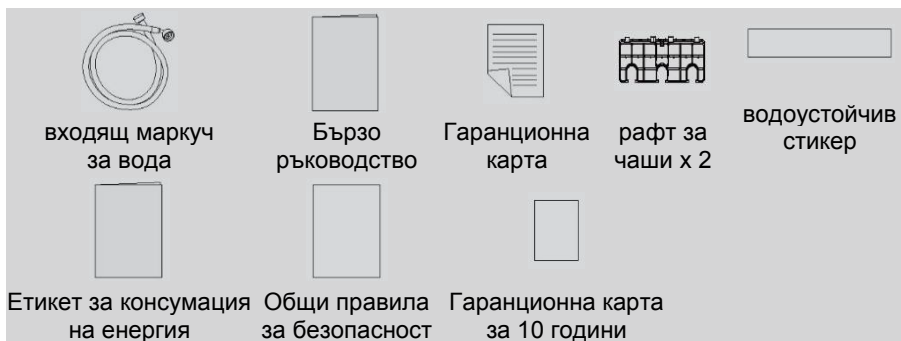 входящ маркуч
за вода
Бързо
ръководство
Гаранционна
карта
рафт за
чаши x 2
водоустойчив
стикер
Етикет за консумация
на енергия
Общи правила
за безопасност
Гаранционна карта
за 10 години